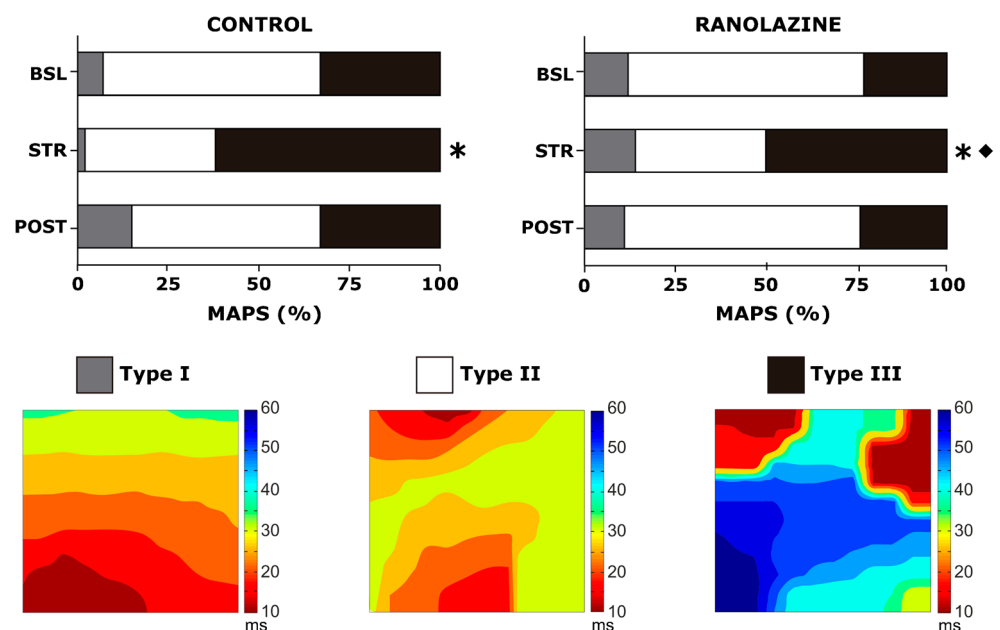 CONTROL
BSL
STR *
POST
0 25 50 75 100
MAPS (%)
RANOLAZINE
BSL
STR * ◆
POST
0 25 50 75 100
MAPS (%)
Type I
Type II
Type III
60
50
40
30
20
10
ms
60
50
40
30
20
10
ms
60
50
40
30
20
10
ms